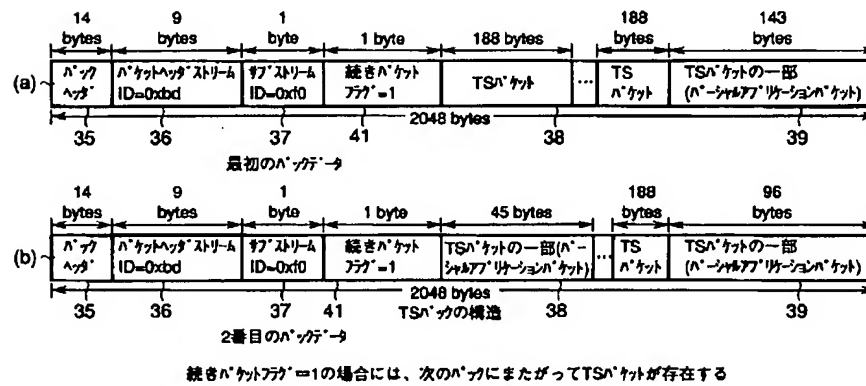 14 bytes 9 bytes 1 byte 1 byte 188 bytes 188 bytes 143 bytes
(a)
パック ヘッダ
パケットヘッダストリーム ID=0xbd
サブストリーム ID=0xf0
続きパケット フラグ=1
TSパケット
...
TS パケット
TSパケットの一部 (パーシャルアプリケーションパケット)
2048 bytes
35 36 37 41 38 39
最初のパックデータ
14 bytes 9 bytes 1 byte 1 byte 45 bytes 188 bytes 96 bytes
(b)
パック ヘッダ
パケットヘッダストリーム ID=0xbd
サブストリーム ID=0xf0
続きパケット フラグ=1
TSパケットの一部(パーシャルアプリケーションパケット)
...
TS パケット
TSパケットの一部 (パーシャルアプリケーションパケット)
2048 bytes
35 36 37 41 TSパックの構造 38 39
2番目のパックデータ
続きパケットフラグ=1の場合には、次のパックにまたがってTSパケットが存在する